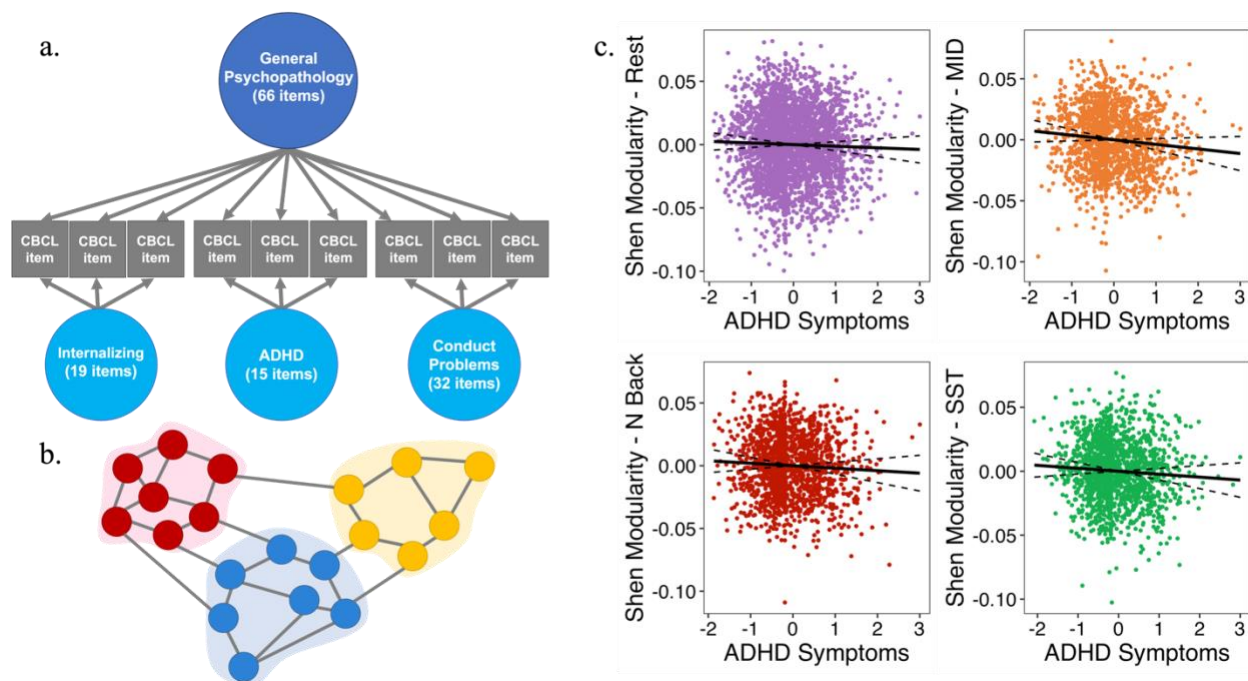 a.
General
Psychopathology
(66 items)
CBCL
item
CBCL
item
CBCL
item
CBCL
item
CBCL
item
CBCL
item
CBCL
item
CBCL
item
CBCL
item
Internalizing
(19 items)
ADHD
(15 items)
Conduct
Problems
(32 items)
b.
c.
Shen Modularity - Rest
0.05
0.00
-0.05
-0.10
-2 -1 0 1 2 3
ADHD Symptoms
Shen Modularity - MID
0.05
0.00
-0.05
-0.10
-2 -1 0 1 2 3
ADHD Symptoms
Shen Modularity - N Back
0.05
0.00
-0.05
-0.10
-2 -1 0 1 2 3
ADHD Symptoms
Shen Modularity - SST
0.05
0.00
-0.05
-0.10
-2 -1 0 1 2 3
ADHD Symptoms